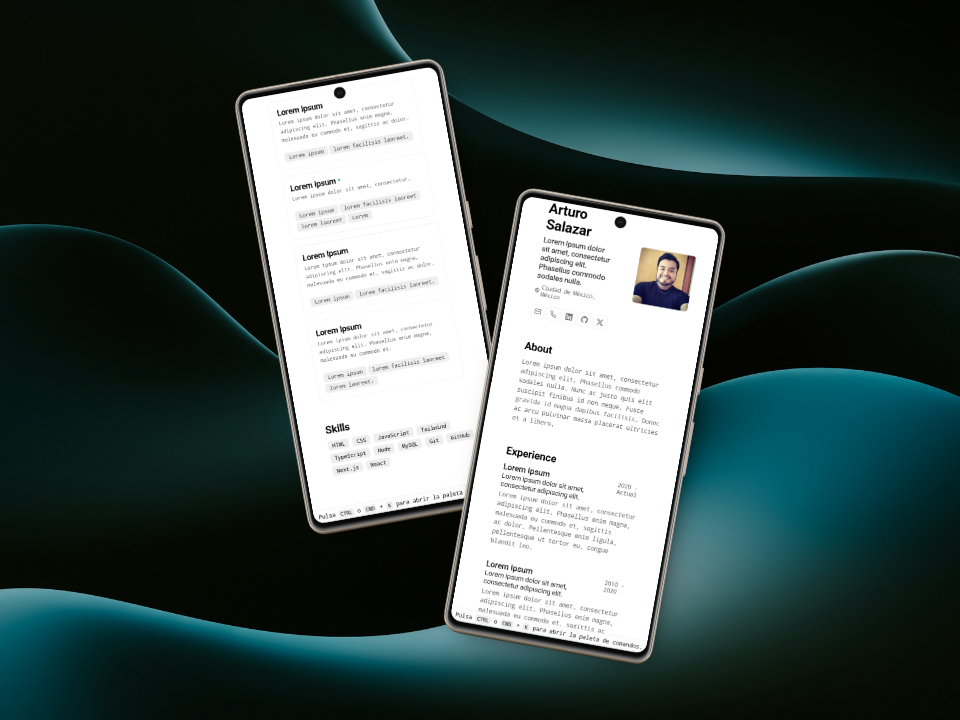 Lorem ipsum
Lorem ipsum dolor sit amet, consectetur
adipiscing elit. Phasellus enim magna,
malesuada eu commodo et, sagittis ac dolor.
Lorem ipsum
lorem facilisis laoreet.
Lorem ipsum
Lorem ipsum dolor sit amet, consectetur.
Lorem ipsum
lorem facilisis laoreet
lorem laoreet
lorem
Lorem ipsum
Lorem ipsum dolor sit amet, consectetur
adipiscing elit. Phasellus enim magna,
malesuada eu commodo et, sagittis ac dolor.
Lorem ipsum
lorem facilisis laoreet.
Lorem ipsum
Lorem ipsum dolor sit amet, consectetur
adipiscing elit. Phasellus enim magna,
malesuada eu commodo et.
Lorem ipsum
lorem facilisis laoreet
lorem laoreet.
Skills
HTML CSS JavaScript Tailwind
TypeScript Node MySQL Git GitHub
Next.js React
Pulsa CTRL o CMD + K para abrir la paleta
Arturo
Salazar
Lorem ipsum dolor
sit amet, consectetur
adipiscing elit.
Phasellus commodo
sodales nulla.
Ciudad de México,
México
About
Lorem ipsum dolor sit amet, consectetur
adipiscing elit. Phasellus commodo
sodales nulla. Nunc ac justo quis elit
suscipit finibus id non neque. Fusce
gravida id magna dapibus facilisis. Donec
ac arcu pulvinar massa placerat ultricies
et a libero.
Experience
Lorem ipsum
Lorem ipsum dolor sit amet,
consectetur adipiscing elit.
2020 -
Actual
Lorem ipsum dolor sit amet, consectetur
adipiscing elit. Phasellus enim magna,
malesuada eu commodo et, sagittis
ac dolor. Pellentesque enim ligula,
pellentesque ut tortor eu, congue
blandit leo.
Lorem ipsum
Lorem ipsum dolor sit amet,
consectetur adipiscing elit.
2010 -
2020
Lorem ipsum dolor sit amet, consectetur
adipiscing elit. Phasellus enim magna,
malesuada eu commodo et, sagittis ac
Pulsa CTRL o CMD + K para abrir la paleta de comandos.